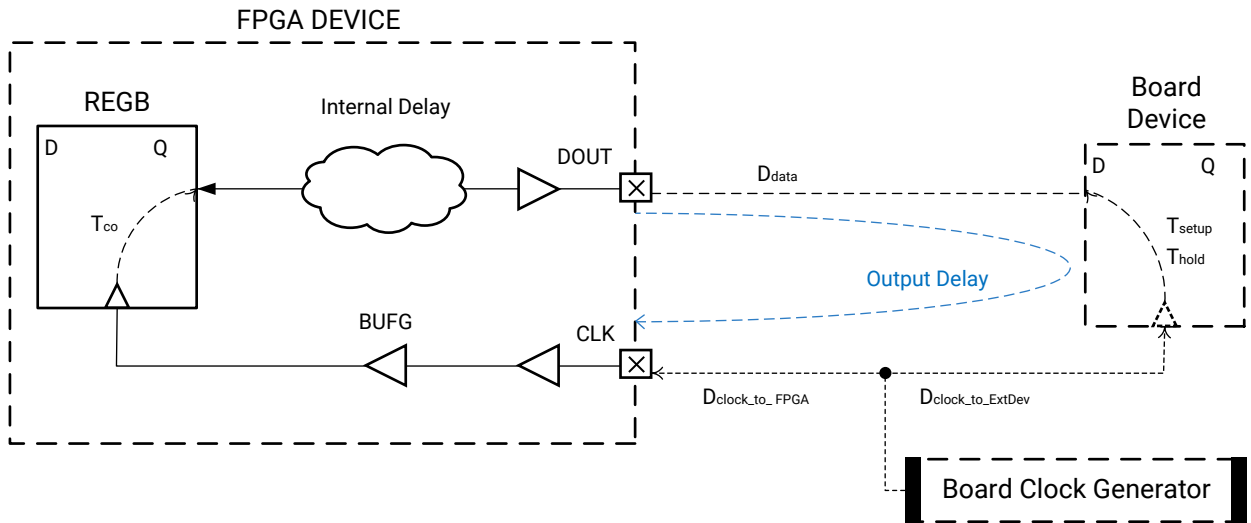 FPGA DEVICE
REGB
Internal Delay
Board
Device
D
Q
DOUT
Ddata
D
Q
Tco
Tsetup
Thold
Output Delay
BUFG
CLK
Dclock_to_ FPGA
Dclock_to_ExtDev
Board Clock Generator